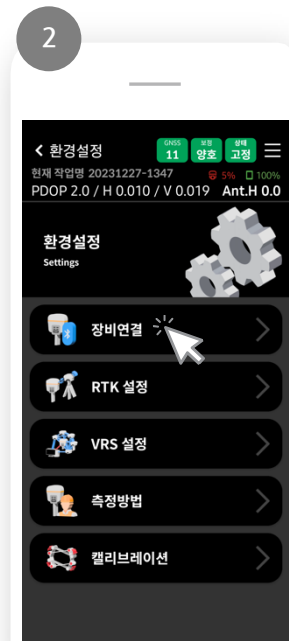 2
환경설정
GNSS
11
보정
양호
상태
고정
현재 작업명 20231227-1347
5%
100%
PDOP 2.0 / H 0.010 / V 0.019
Ant.H 0.0
환경설정
Settings
장비연결
RTK 설정
VRS 설정
측정방법
캘리브레이션